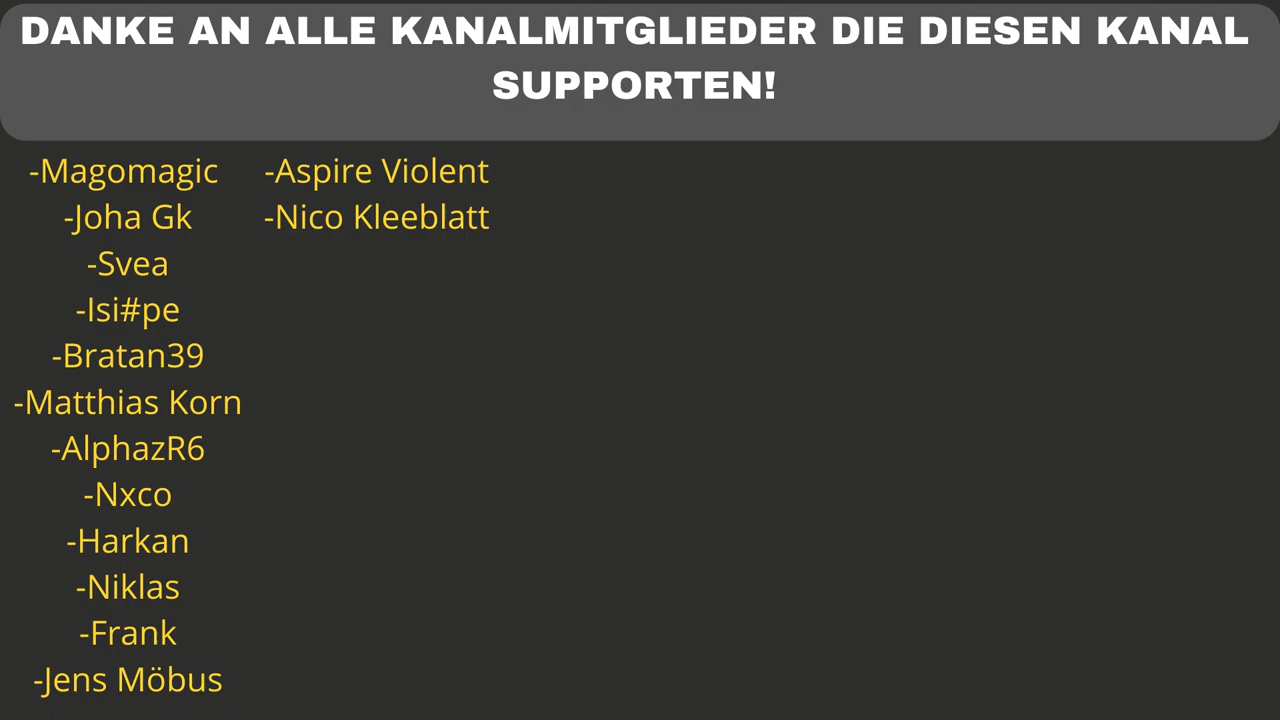 DANKE AN ALLE KANALMITGLIEDER DIE DIESEN KANAL
SUPPORTEN!
-Magomagic
-Joha Gk
-Svea
-Isi#pe
-Bratan39
-Matthias Korn
-AlphazR6
-Nxco
-Harkan
-Niklas
-Frank
-Jens Möbus
-Aspire Violent
-Nico Kleeblatt